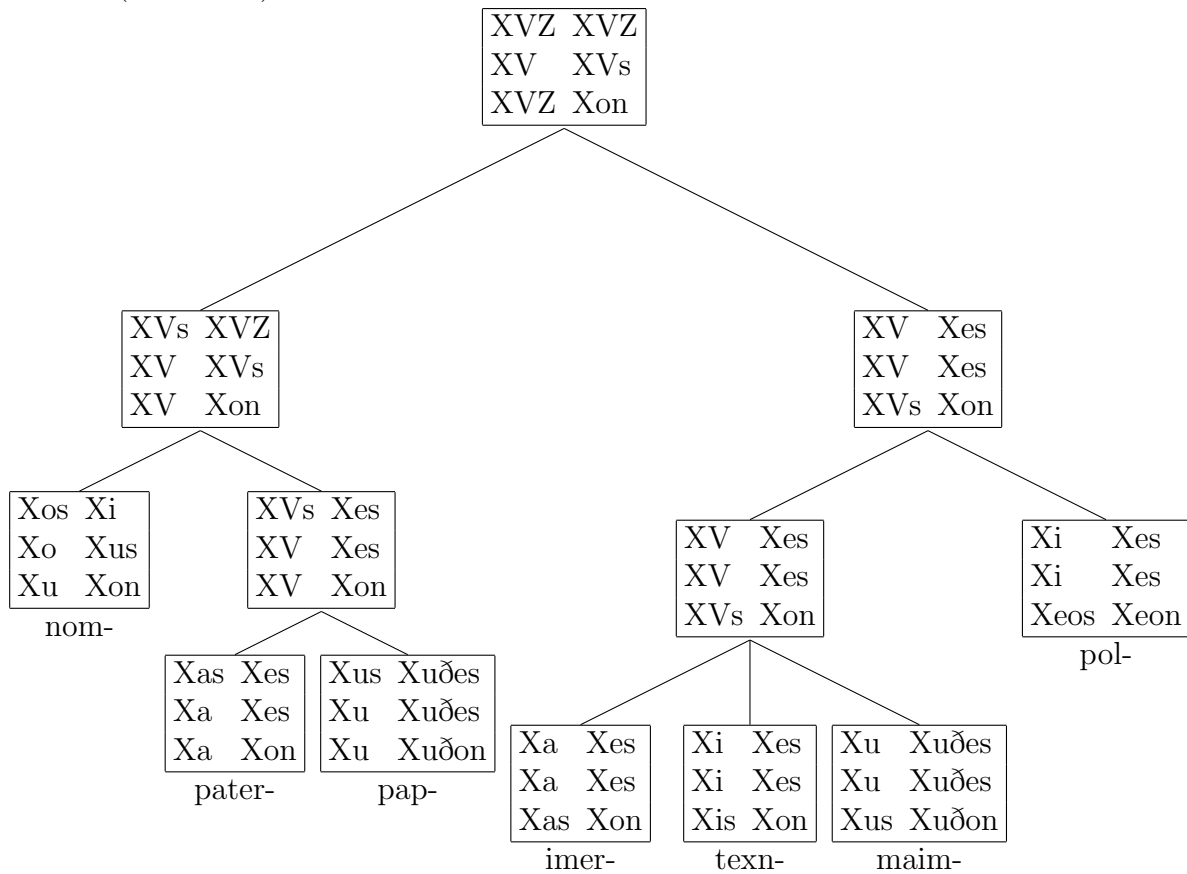 XVZ XVZ
XV XVs
XVZ Xon
XVs XVZ
XV XVs
XV Xon
XV Xes
XV Xes
XVs Xon
Xos Xi
Xo Xus
Xu Xon
nom-
XVs Xes
XV Xes
XV Xon
XV Xes
XV Xes
XVs Xon
Xi Xes
Xi Xes
Xeos Xeon
pol-
Xas Xes
Xa Xes
Xa Xon
pater-
Xus Xuðes
Xu Xuðes
Xu Xuðon
pap-
Xa Xes
Xa Xes
Xas Xon
imer-
Xi Xes
Xi Xes
Xis Xon
texn-
Xu Xuðes
Xu Xuðes
Xus Xuðon
maim-